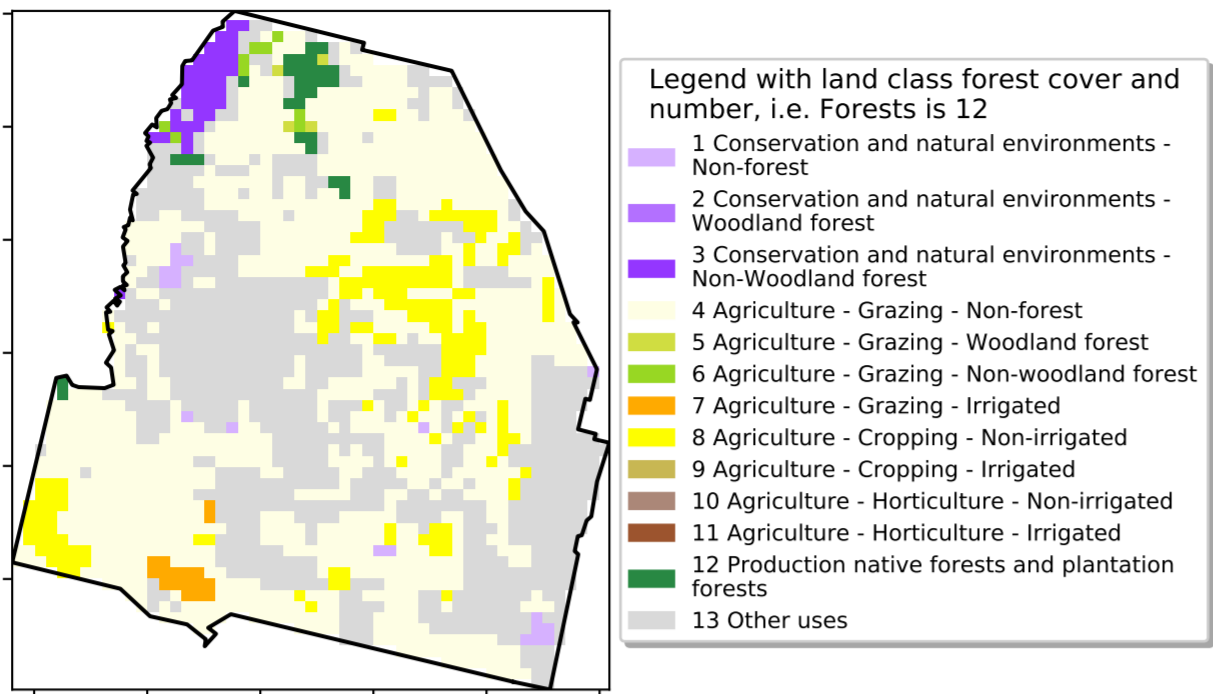 Legend with land class forest cover and
number, i.e. Forests is 12
1 Conservation and natural environments -
Non-forest
2 Conservation and natural environments -
Woodland forest
3 Conservation and natural environments -
Non-Woodland forest
4 Agriculture - Grazing - Non-forest
5 Agriculture - Grazing - Woodland forest
6 Agriculture - Grazing - Non-woodland forest
7 Agriculture - Grazing - Irrigated
8 Agriculture - Cropping - Non-irrigated
9 Agriculture - Cropping - Irrigated
10 Agriculture - Horticulture - Non-irrigated
11 Agriculture - Horticulture - Irrigated
12 Production native forests and plantation
forests
13 Other uses